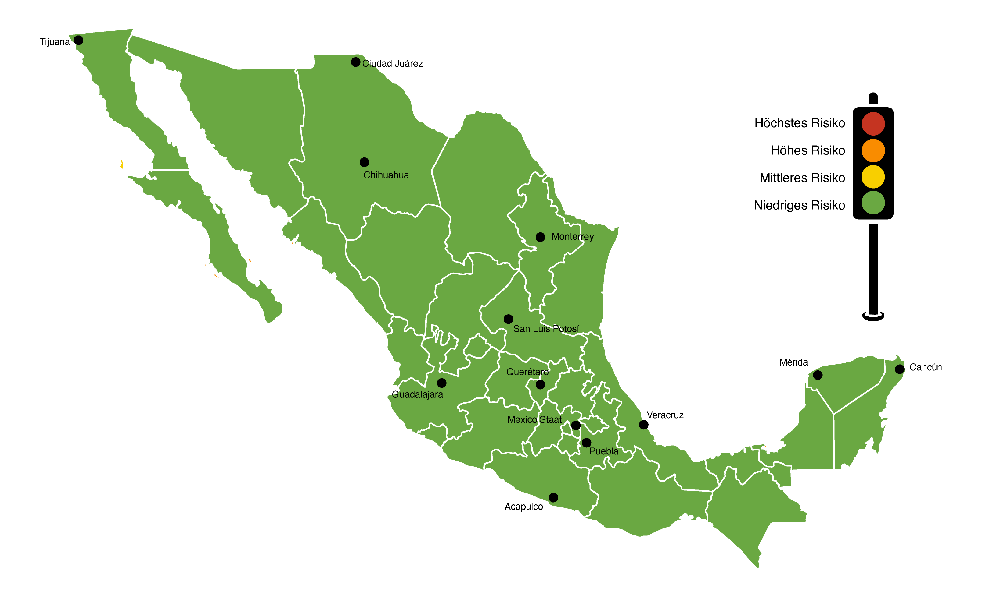 Tijuana
Ciudad Juárez
Höchstes Risiko
Höhes Risiko
Chihuahua
Mittleres Risiko
Niedriges Risiko
Monterrey
San Luis Potosí
Mérida
Cancún
Querétaro
Guadalajara
Veracruz
Mexico Staat
Puebla
Acapulco